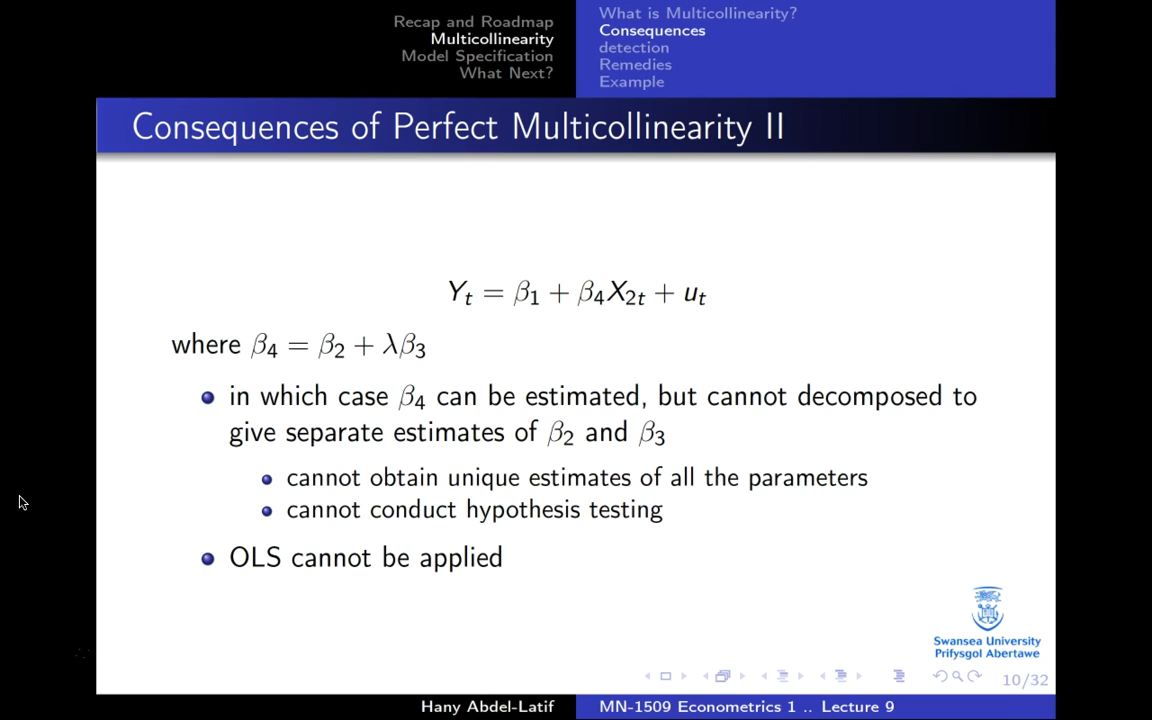 Recap and Roadmap
Multicollinearity
Model Specification
What Next?
What is Multicollinearity?
Consequences
detection
Remedies
Example
Consequences of Perfect Multicollinearity II
Yₜ = β₁ + β₄X₂ₜ + uₜ
where β₄ = β₂ + λβ₃
in which case β₄ can be estimated, but cannot decomposed to
give separate estimates of β₂ and β₃
cannot obtain unique estimates of all the parameters
cannot conduct hypothesis testing
OLS cannot be applied
Swansea University
Prifysgol Abertawe
10/32
Hany Abdel-Latif
MN-1509 Econometrics 1 .. Lecture 9